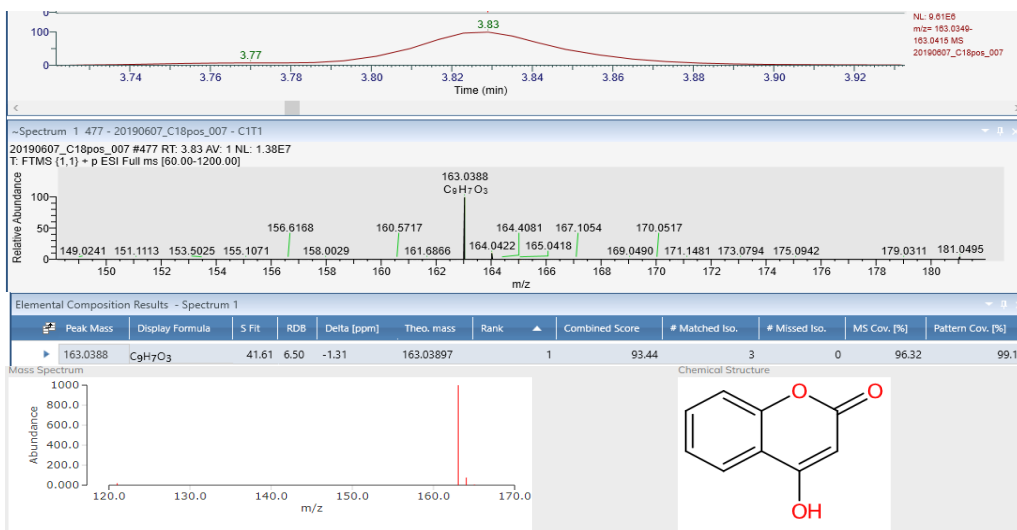 0
NL: 9.61E6
m/z= 163.0349-
163.0415 MS
20190607_C18pos_007
100
0
3.77
3.83
3.74 3.76 3.78 3.80 3.82 3.84 3.86 3.88 3.90 3.92
Time (min)
~Spectrum 1 477 - 20190607_C18pos_007 - C1T1
20190607_C18pos_007 #477 RT: 3.83 AV: 1 NL: 1.38E7
T: FTMS {1,1} + p ESI Full ms [60.00-1200.00]
163.0388
C9H7O3
Relative Abundance
100
50
0
156.6168 160.5717 164.4081 167.1054 170.0517
149.0241 151.1113 153.5025 155.1071 158.0029 161.6866 164.0422 165.0418 169.0490 171.1481 173.0794 175.0942 179.0311 181.0495
150 152 154 156 158 160 162 164 166 168 170 172 174 176 178 180
m/z
Elemental Composition Results - Spectrum 1
Peak Mass Display Formula S Fit RDB Delta [ppm] Theo. mass Rank Combined Score # Matched Iso. # Missed Iso. MS Cov. [%] Pattern Cov. [%]
163.0388 C9H7O3 41.61 6.50 -1.31 163.03897 1 93.44 3 0 96.32 99.1
Mass Spectrum
Chemical Structure
Abundance
1000
800.0
600.0
400.0
200.0
0.000
120.0 130.0 140.0 150.0 160.0 170.0
m/z
O
O
OH